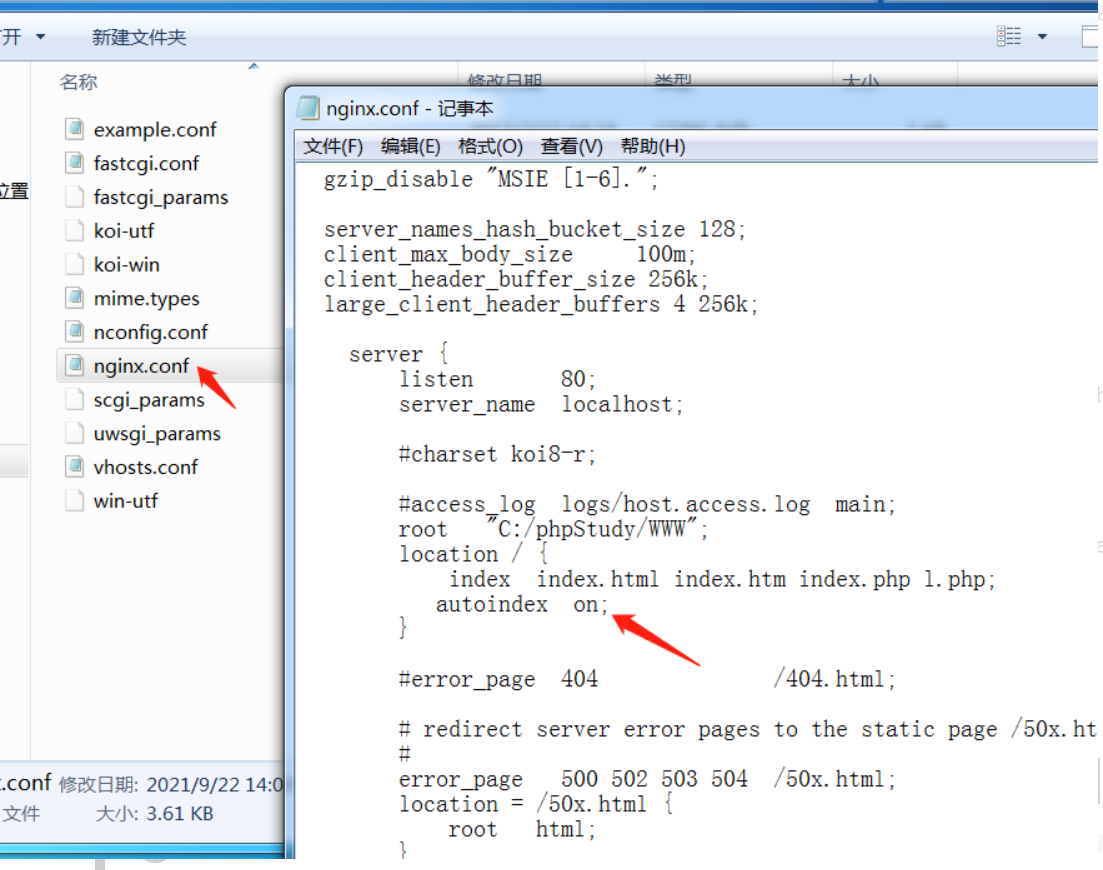 开
新建文件夹
名称
修改日期
类型
大小
nginx.conf - 记事本
文件(F) 编辑(E) 格式(O) 查看(V) 帮助(H)
位置
example.conf
fastcgi.conf
fastcgi_params
koi-utf
koi-win
mime.types
nconfig.conf
nginx.conf
scgi_params
uwsgi_params
vhosts.conf
win-utf
gzip_disable "MSIE [1-6].";
server_names_hash_bucket_size 128;
client_max_body_size     100m;
client_header_buffer_size 256k;
large_client_header_buffers 4 256k;
server {
listen       80;
server_name  localhost;
#charset koi8-r;
#access_log  logs/host.access.log  main;
root   "C:/phpStudy/WWW";
location / {
index  index.html index.htm index.php l.php;
autoindex  on;
}
#error_page  404              /404.html;
# redirect server error pages to the static page /50x.ht
#
error_page   500 502 503 504  /50x.html;
location = /50x.html {
root   html;
}
.conf 修改日期: 2021/9/22 14:0
文件 大小: 3.61 KB